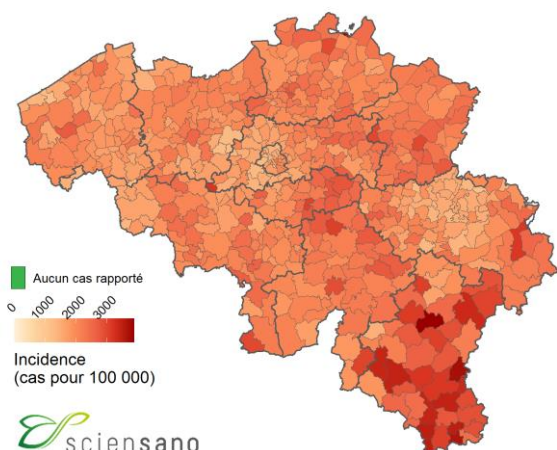 Aucun cas rapporté
0 1000 2000 3000
Incidence
(cas pour 100 000)
sciensano